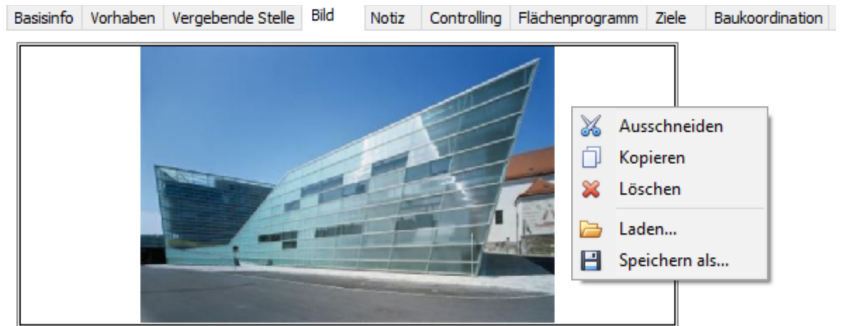 Basisinfo Vorhaben Vergebende Stelle Bild Notiz Controlling Flächenprogramm Ziele Baukoordination
Ausschneiden
Kopieren
Löschen
Laden...
Speichern als...